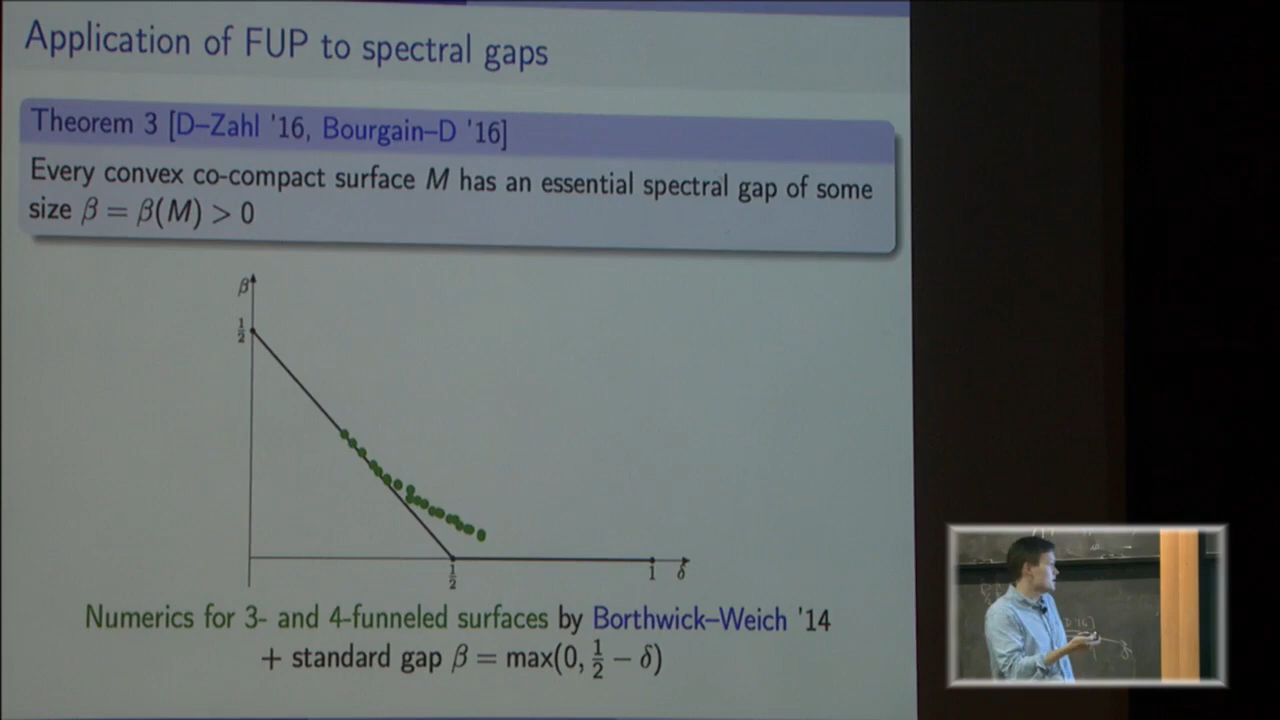 Application of FUP to spectral gaps
Theorem 3 [D–Zahl '16, Bourgain–D '16]
Every convex co-compact surface M has an essential spectral gap of some
size β = β(M) > 0
β
1/2
1/2
1
δ
Numerics for 3- and 4-funneled surfaces by Borthwick–Weich '14
+ standard gap β = max(0, 1/2 − δ)